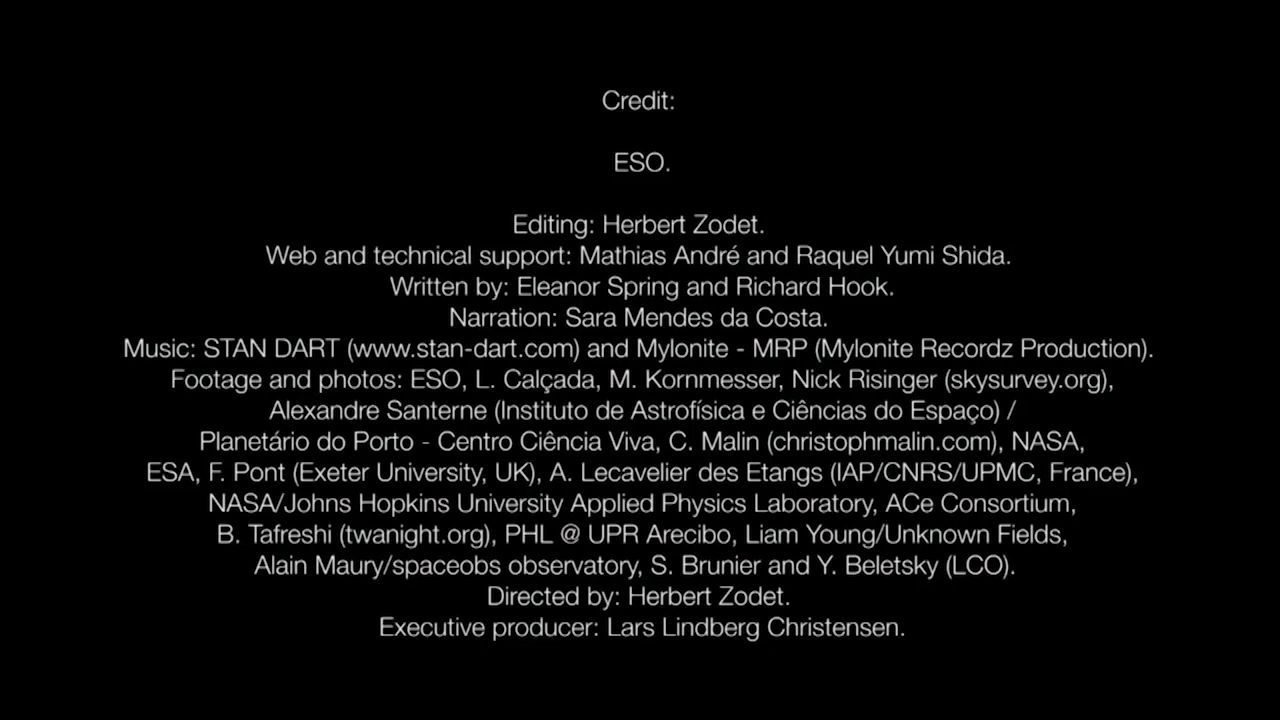 Credit:
ESO.
Editing: Herbert Zodet.
Web and technical support: Mathias André and Raquel Yumi Shida.
Written by: Eleanor Spring and Richard Hook.
Narration: Sara Mendes da Costa.
Music: STAN DART (www.stan-dart.com) and Mylonite - MRP (Mylonite Recordz Production).
Footage and photos: ESO, L. Calçada, M. Kornmesser, Nick Risinger (skysurvey.org),
Alexandre Santerne (Instituto de Astrofísica e Ciências do Espaço) /
Planetário do Porto - Centro Ciência Viva, C. Malin (christophmalin.com), NASA,
ESA, F. Pont (Exeter University, UK), A. Lecavelier des Etangs (IAP/CNRS/UPMC, France),
NASA/Johns Hopkins University Applied Physics Laboratory, ACe Consortium,
B. Tafreshi (twanight.org), PHL @ UPR Arecibo, Liam Young/Unknown Fields,
Alain Maury/spaceobs observatory, S. Brunier and Y. Beletsky (LCO).
Directed by: Herbert Zodet.
Executive producer: Lars Lindberg Christensen.